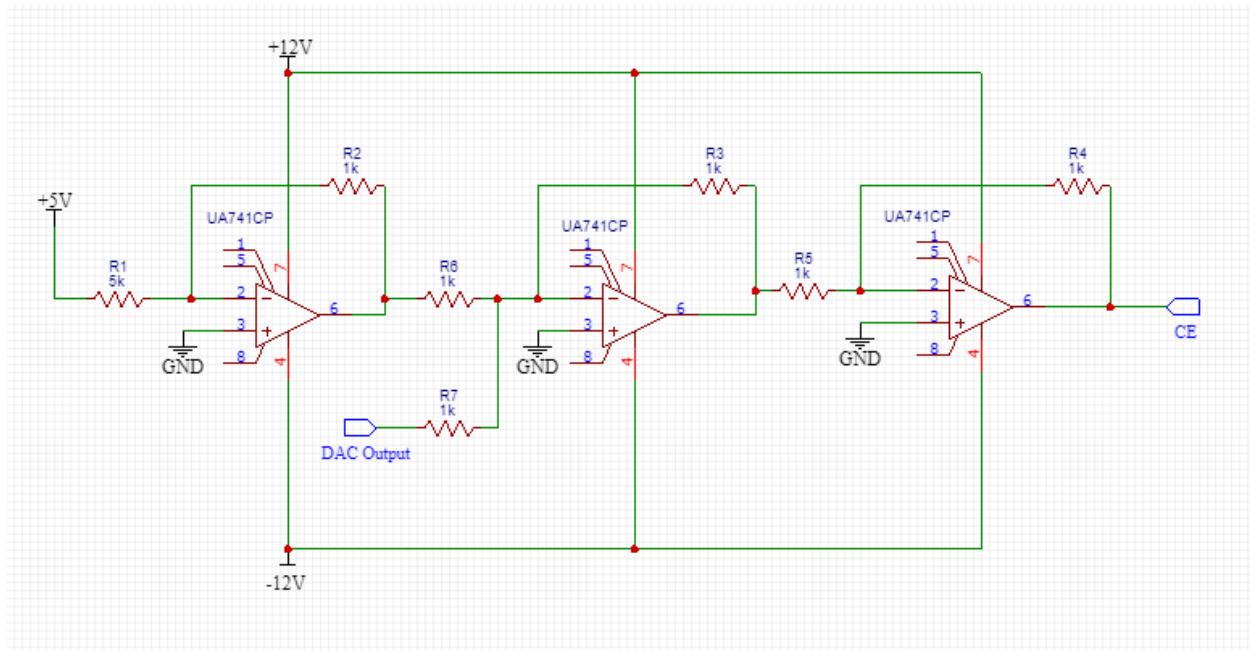 +12V
+5V
R2
1k
R3
1k
R4
1k
UA741CP
UA741CP
UA741CP
R1
5k
R6
1k
R5
1k
1
5
2
3
8
7
4
6
1
5
2
3
8
7
4
6
1
5
2
3
8
7
4
6
GND
GND
GND
R7
1k
DAC Output
CE
-12V